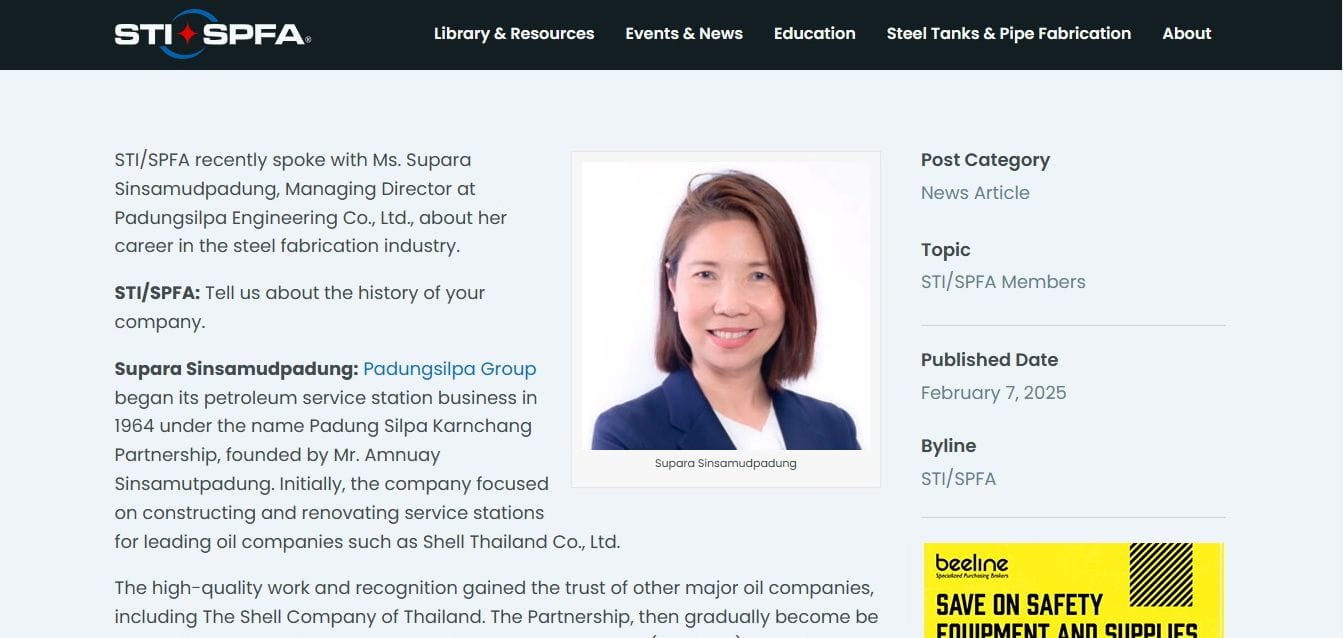 STI SPFA®
Library & Resources
Events & News
Education
Steel Tanks & Pipe Fabrication
About
STI/SPFA recently spoke with Ms. Supara
Sinsamudpadung, Managing Director at
Padungsilpa Engineering Co., Ltd., about her
career in the steel fabrication industry.
STI/SPFA: Tell us about the history of your
company.
Supara Sinsamudpadung: Padungsilpa Group
began its petroleum service station business in
1964 under the name Padung Silpa Karnchang
Partnership, founded by Mr. Amnuay
Sinsamutpadung. Initially, the company focused
on constructing and renovating service stations
for leading oil companies such as Shell Thailand Co., Ltd.
The high-quality work and recognition gained the trust of other major oil companies,
including The Shell Company of Thailand. The Partnership, then gradually become be
Supara Sinsamudpadung
Post Category
News Article
Topic
STI/SPFA Members
Published Date
February 7, 2025
Byline
STI/SPFA
beeline
Specialized Purchasing Brokers
SAVE ON SAFETY
EQUIPMENT AND SUPPLIES